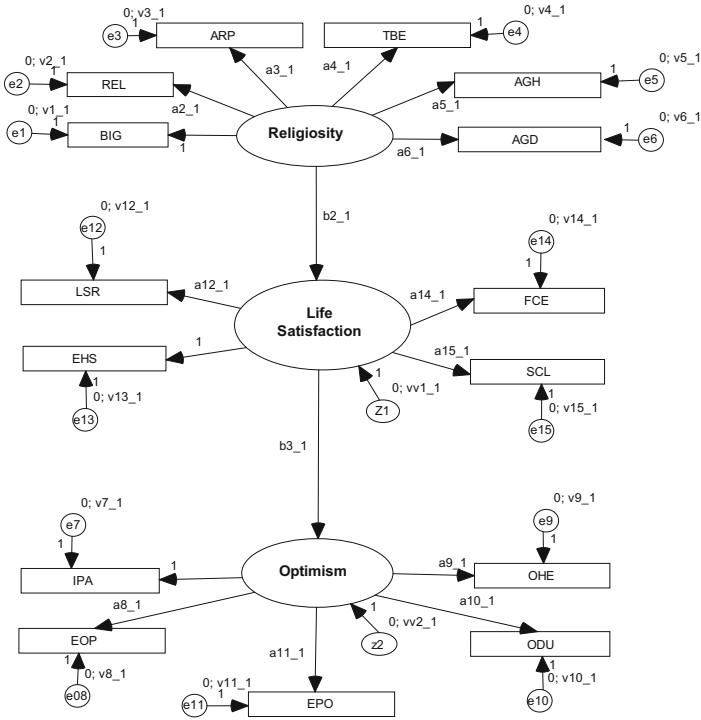 0; v3_1
0; v4_1
e3
1
ARP
TBE
1
e4
0; v2_1
a3_1
a4_1
0; v5_1
e2
1
REL
AGH
1
e5
0; v1_1
a2_1
a5_1
0; v6_1
e1
1
BIG
1
Religiosity
a6_1
AGD
1
e6
b2_1
0; v12_1
e12
0; v14_1
e14
1
1
LSR
a12_1
a14_1
FCE
Life
Satisfaction
EHS
1
a15_1
SCL
1
0; v13_1
e13
1
0; vv1_1
Z1
1
0; v15_1
e15
b3_1
0; v7_1
e7
0; v9_1
e9
1
1
IPA
1
Optimism
a9_1
OHE
a8_1
a10_1
EOP
1
0; vv2_1
z2
ODU
1
0; v8_1
e08
a11_1
1
0; v10_1
e10
0; v11_1
e11
1
EPO